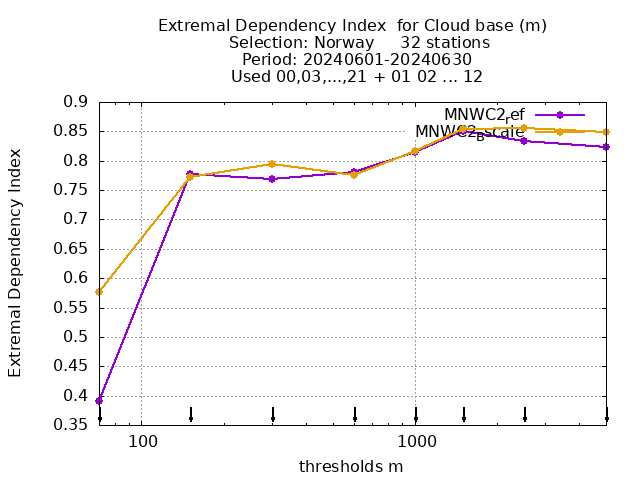 Extremal Dependency Index  for Cloud base (m)
Selection: Norway     32 stations
Period: 20240601-20240630
Used 00,03,...,21 + 01 02 ... 12
Extremal Dependency Index
0.9
0.85
0.8
0.75
0.7
0.65
0.6
0.55
0.5
0.45
0.4
0.35
MNWC2ref
MNWC2Bscale
100
1000
thresholds m